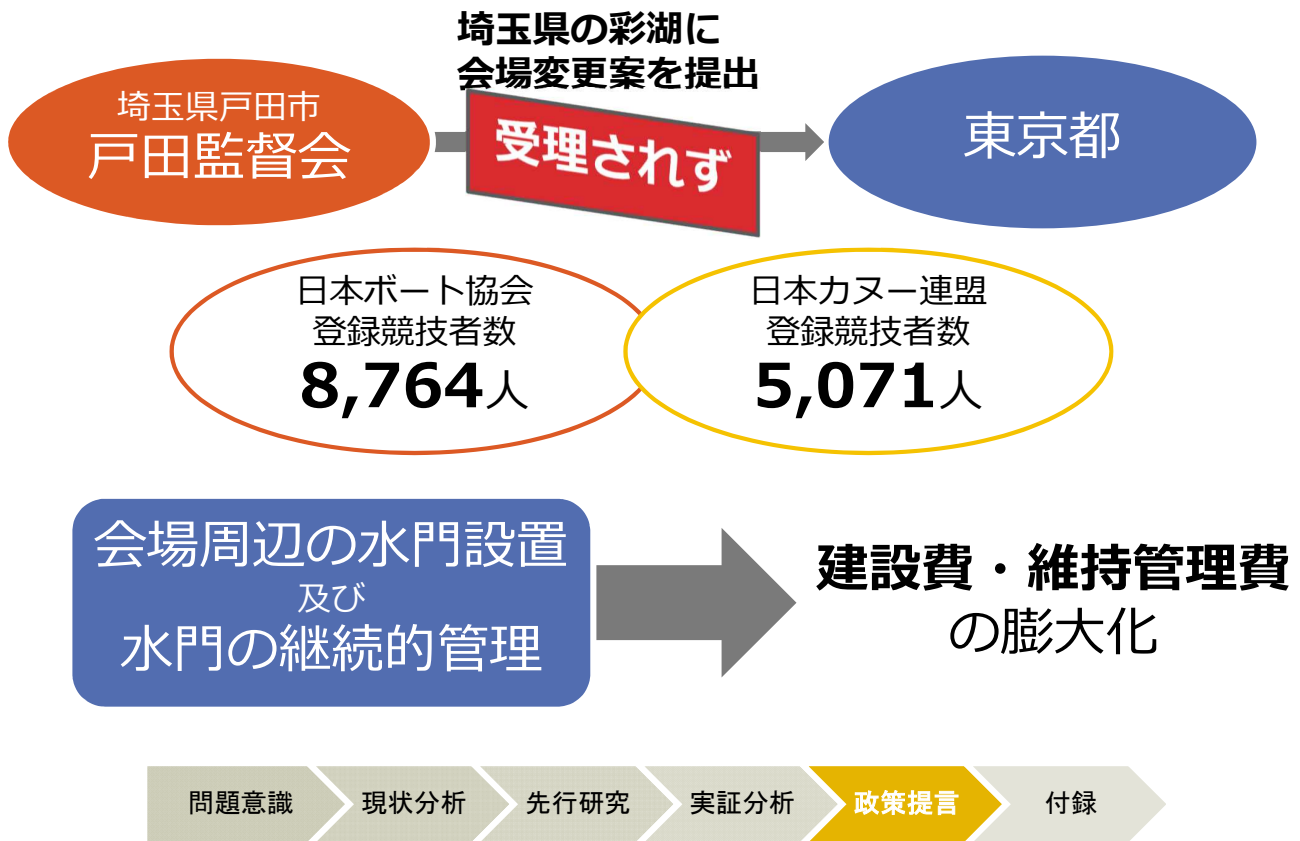 埼玉県の彩湖に
会場変更案を提出
埼玉県戸田市
戸田監督会
受理されず
東京都
日本ボート協会
登録競技者数
8,764人
日本カヌー連盟
登録競技者数
5,071人
会場周辺の水門設置
及び
水門の継続的管理
建設費・維持管理費
の膨大化
問題意識
現状分析
先行研究
実証分析
政策提言
付録